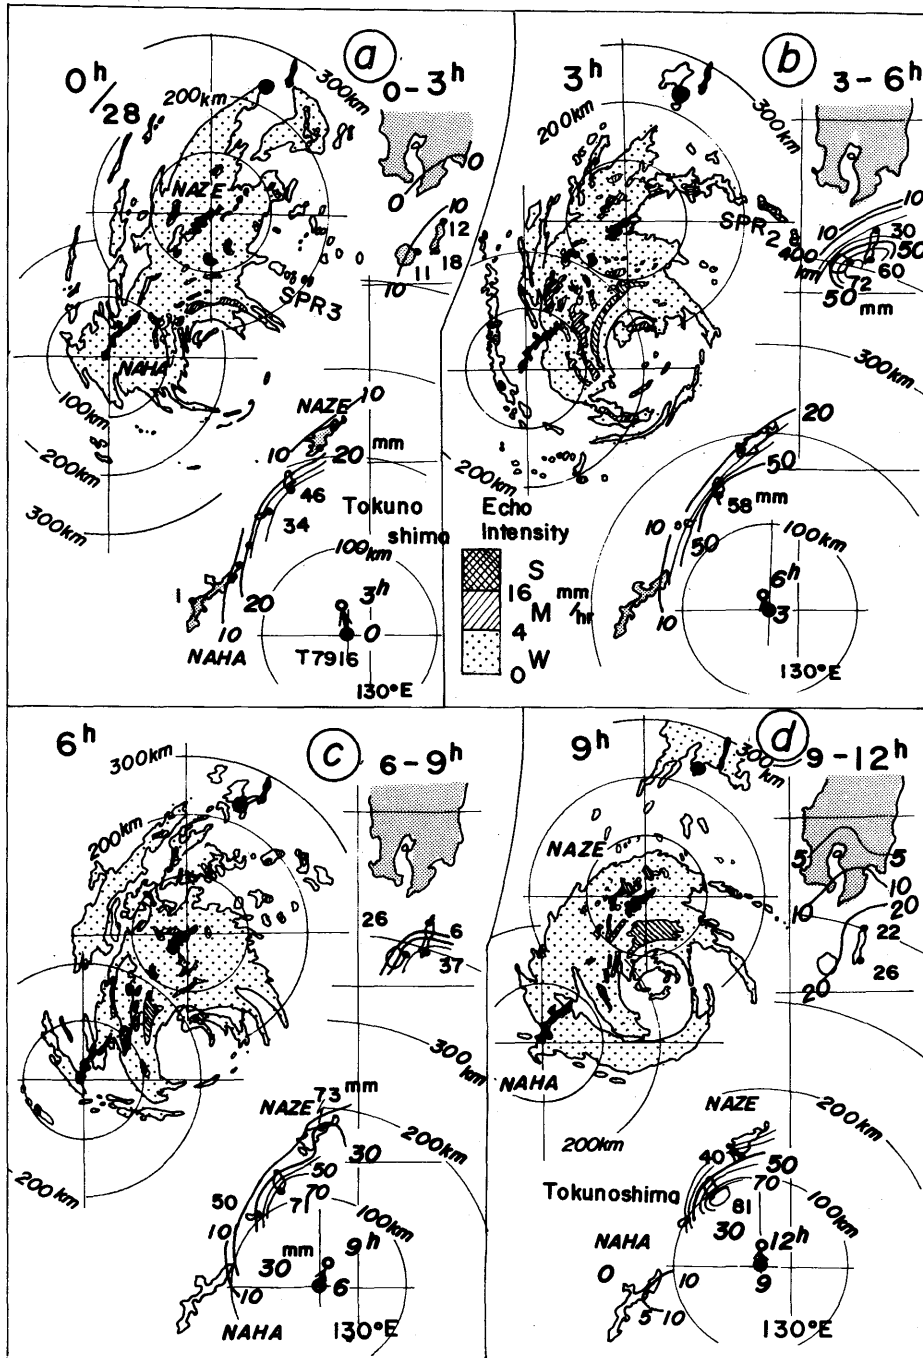 a
0h/28
0-3h
200km
300km
NAZE
0
0
10
12
11
18
10
SPR3
NAHA
100km
200km
300km
NAZE
10
10
20 mm
46
34
Tokuno
shima
1
20
10
NAHA
100km
3h
0
T7916
130°E
b
3h
3-6h
200km
300km
SPR2
400
km
10
10
30
50
60
72
50
mm
300km
200km
Echo
Intensity
S
16 mm
M /hr
4
W
0
20
50
58mm
10
50
10
100km
6h
3
130°E
c
6h
6-9h
300km
200km
26
6
37
300km
200km
NAZE
73mm
30
200km
50
50
70
71
100km
10
mm
30
9h
6
10
NAHA
130°E
d
9h
9-12h
300
km
NAZE
5
5
10
10
20
22
26
20
NAHA
200km
NAZE
200km
40
50
Tokunoshima
70
81
100km
30
NAHA
12h
0
10
9
5
10
130°E